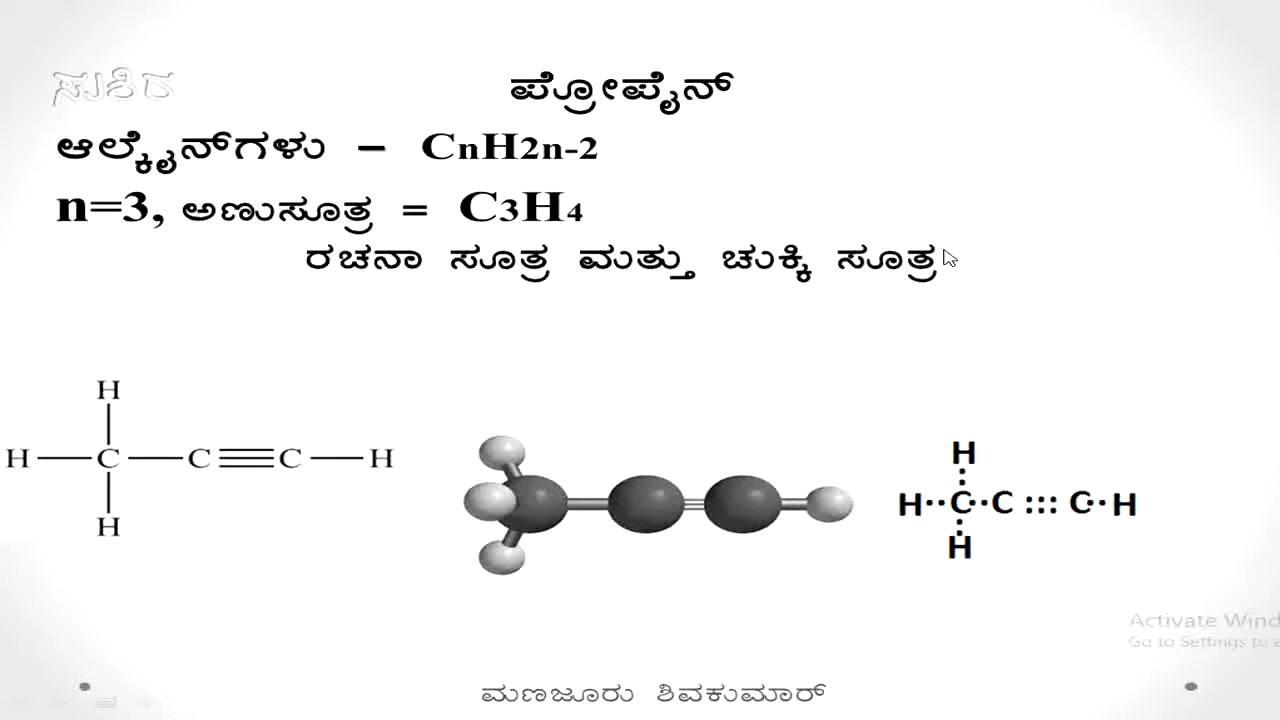 ಸುಶಿರ
ಪ್ರೋಪೈನ್
ಆಲ್ಕೈನ್‌ಗಳು – CnH2n-2
n=3, ಅಣುಸೂತ್ರ = C3H4
ರಚನಾ ಸೂತ್ರ ಮತ್ತು ಚುಕ್ಕಿ ಸೂತ್ರ
H
H — C — C ≡ C — H
H
H
H··C··C:::C··H
H
Activate Wind
Go to Settings to a
ಮಣಜೂರು ಶಿವಕುಮಾರ್